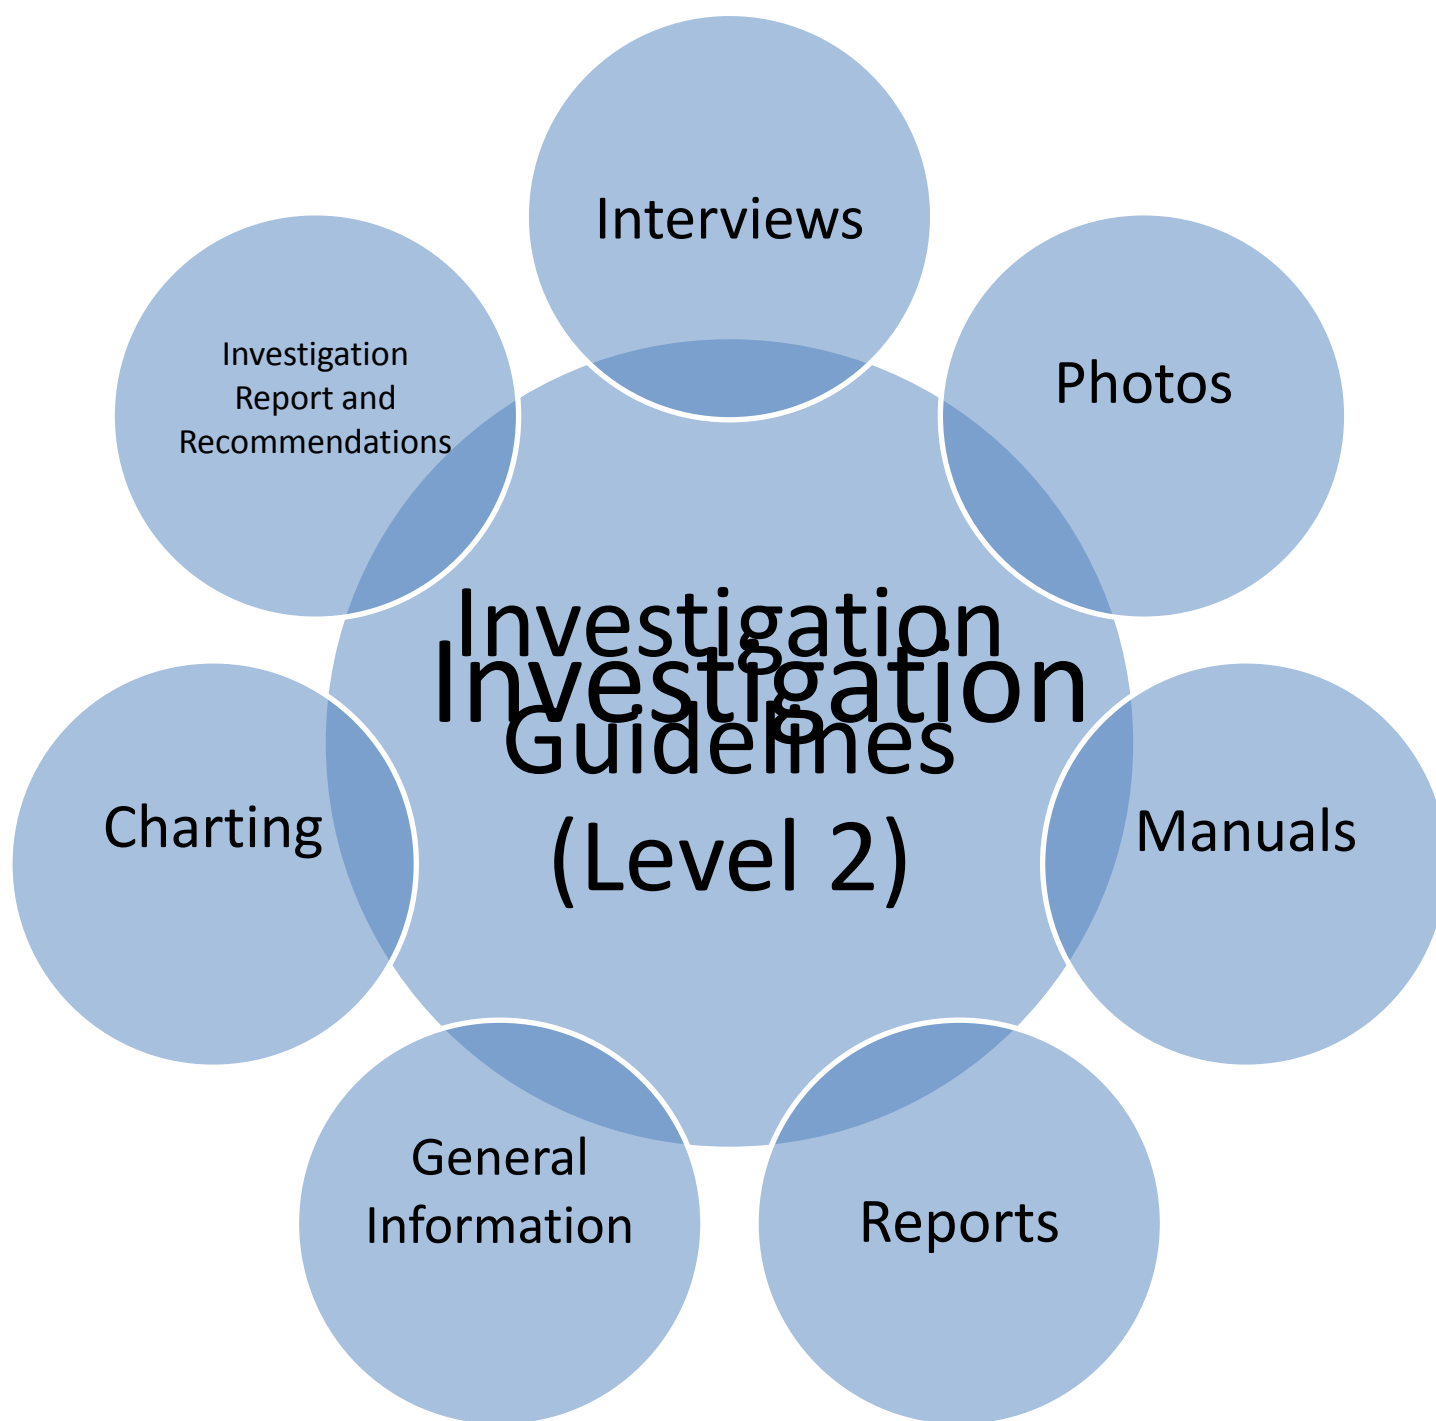 Interviews
Photos
Investigation
Report and
Recommendations
Investigation
Investigation
Guidelines
(Level 2)
Charting
Manuals
General
Information
Reports